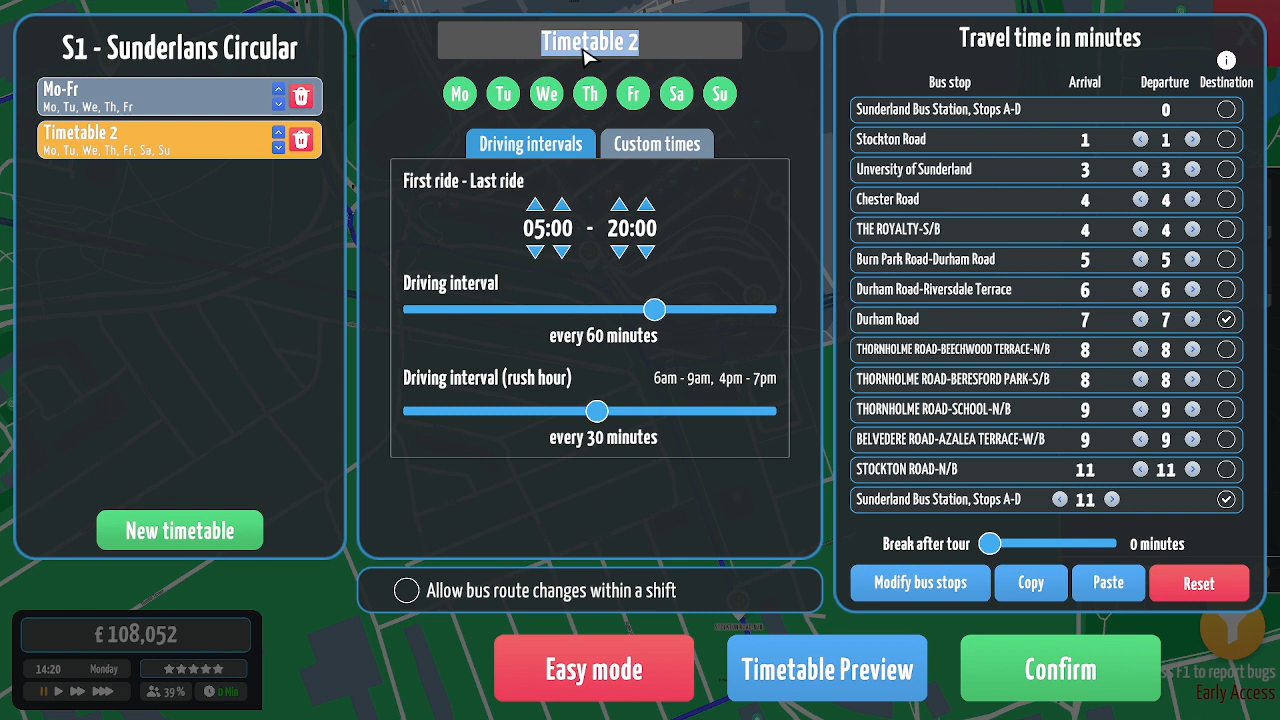 S1 - Sunderlans Circular
Mo-Fr
Mo, Tu, We, Th, Fr
Timetable 2
Mo, Tu, We, Th, Fr, Sa, Su
New timetable
Timetable 2
Mo Tu We Th Fr Sa Su
Driving intervals Custom times
First ride - Last ride
05:00 - 20:00
Driving interval
every 60 minutes
Driving interval (rush hour) 6am - 9am, 4pm - 7pm
every 30 minutes
Allow bus route changes within a shift
Travel time in minutes
i
Bus stop Arrival Departure Destination
Sunderland Bus Station, Stops A-D 0
Stockton Road 1 1
Unversity of Sunderland 3 3
Chester Road 4 4
THE ROYALTY-S/B 4 4
Burn Park Road-Durham Road 5 5
Durham Road-Riversdale Terrace 6 6
Durham Road 7 7
THORNHOLME ROAD-BEECHWOOD TERRACE-N/B 8 8
THORNHOLME ROAD-BERESFORD PARK-S/B 8 8
THORNHOLME ROAD-SCHOOL-N/B 9 9
BELVEDERE ROAD-AZALEA TERRACE-W/B 9 9
STOCKTON ROAD-N/B 11 11
Sunderland Bus Station, Stops A-D 11
Break after tour 0 minutes
Modify bus stops Copy Paste Reset
£ 108,052
14:20 Monday
39 % 0 Min
Easy mode Timetable Preview Confirm
F1 to report bugs
Early Access